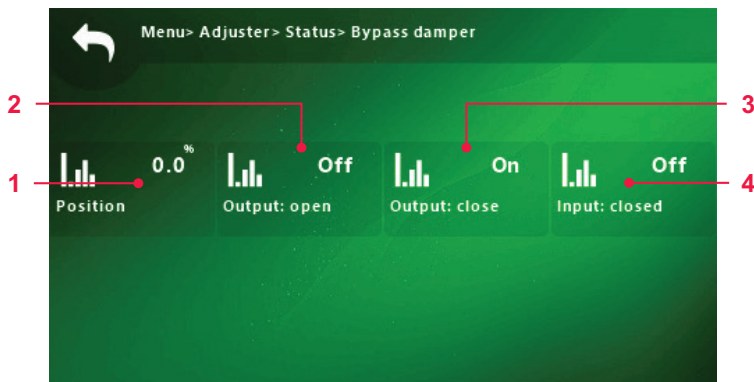 Menu> Adjuster> Status> Bypass damper
2
3
1
4
0.0%
Position
Off
Output: open
On
Output: close
Off
Input: closed